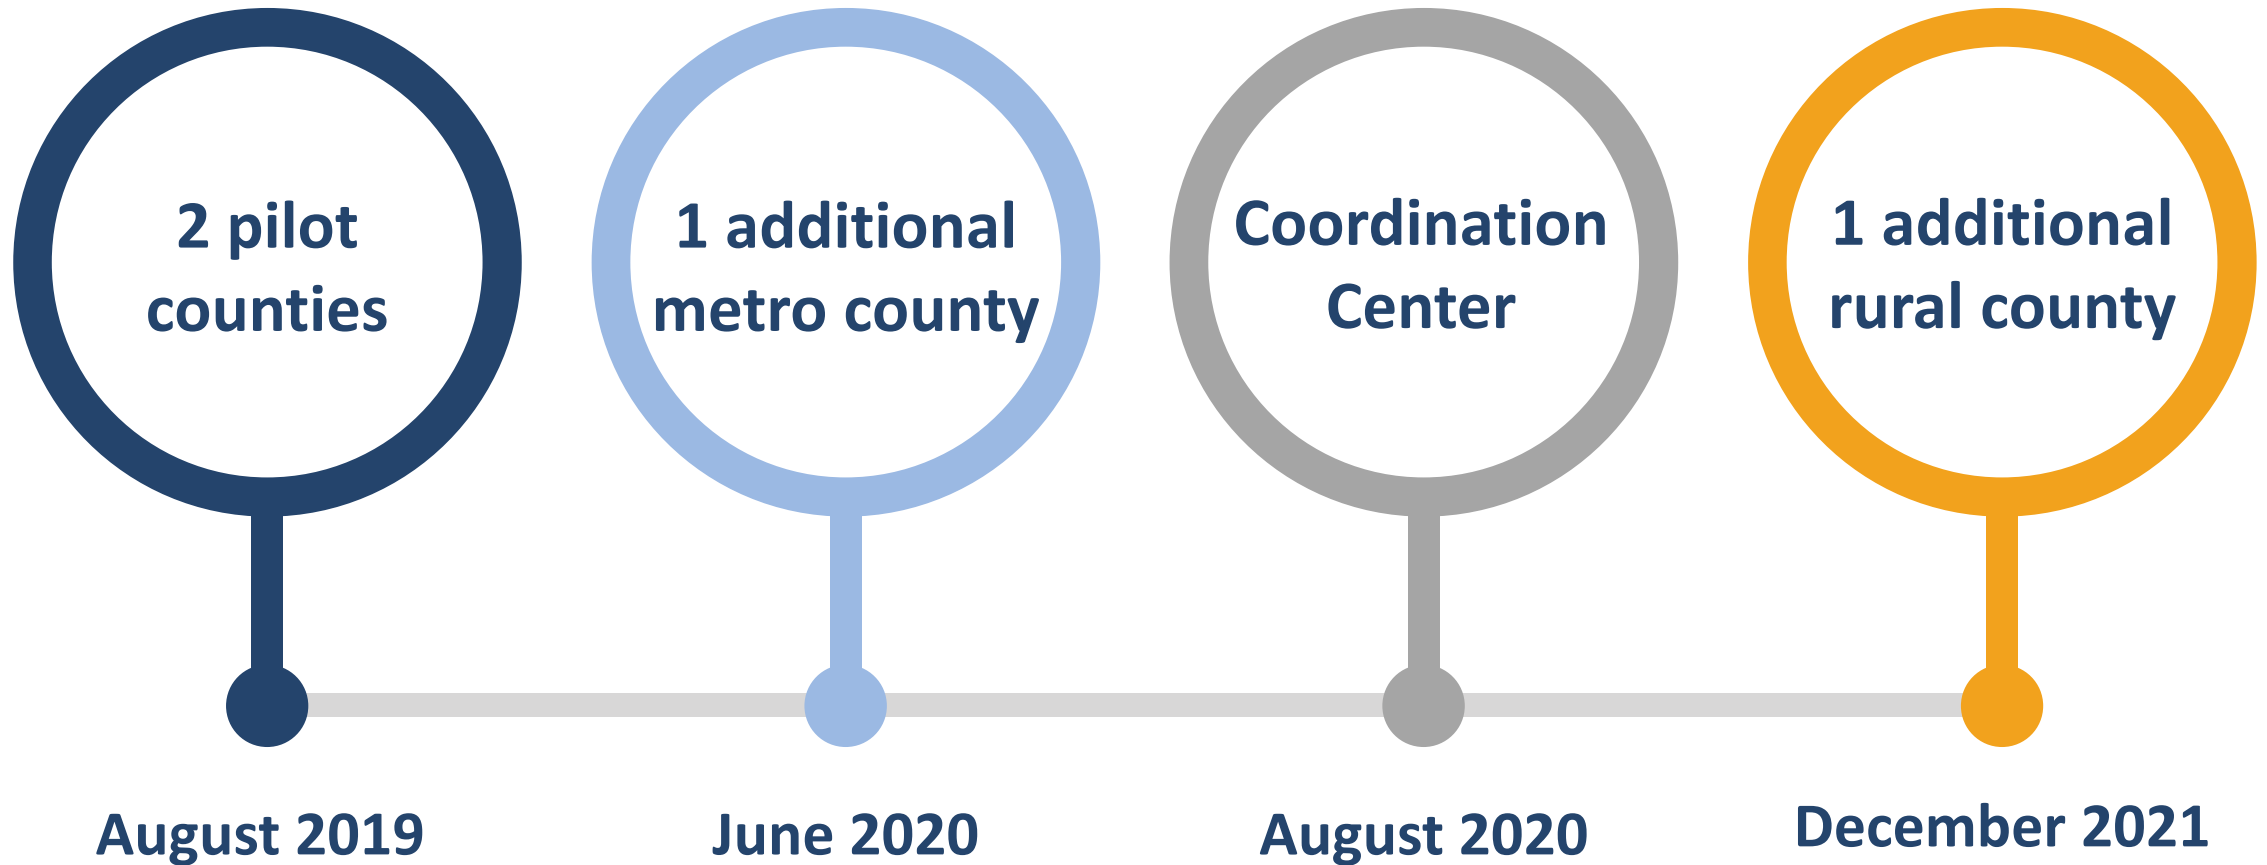 2 pilot
counties
1 additional
metro county
Coordination
Center
1 additional
rural county
August 2019
June 2020
August 2020
December 2021